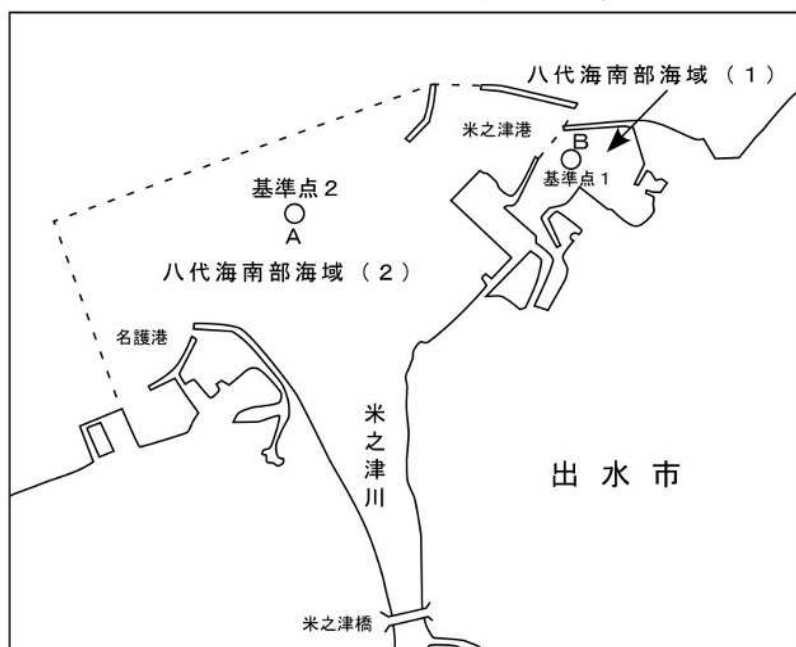 八代海南部海域（1）
米之津港
B
基準点1
基準点2
A
八代海南部海域（2）
名護港
米之津川
出水市
米之津橋